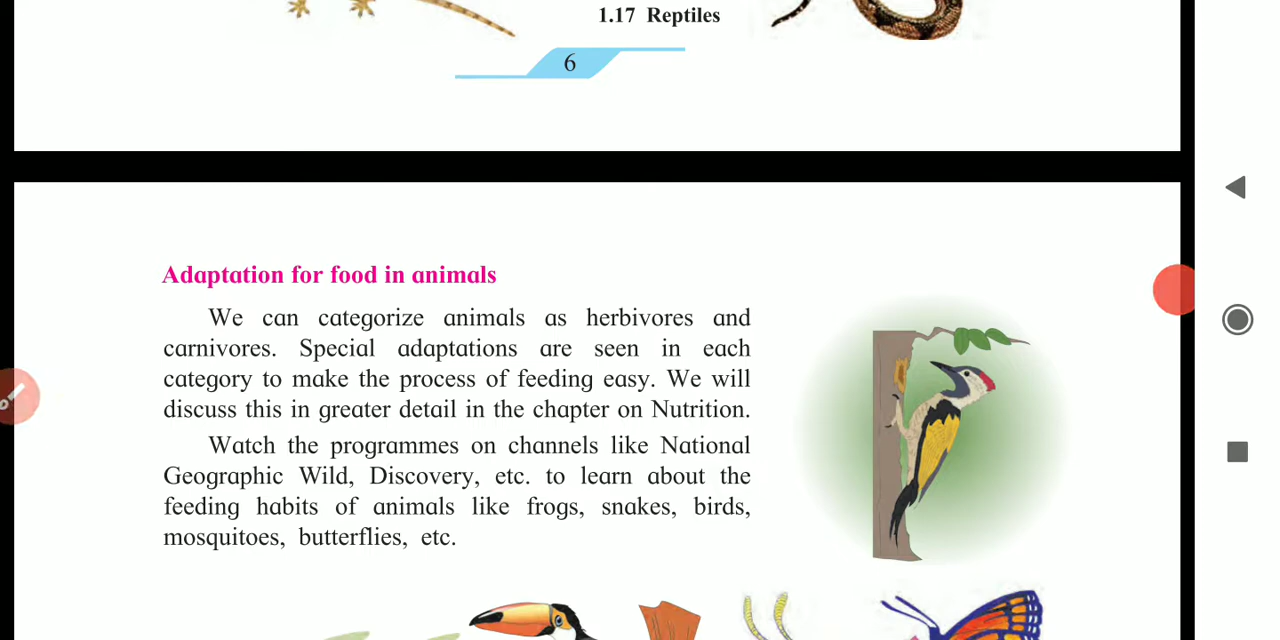 1.17 Reptiles
6
Adaptation for food in animals
We can categorize animals as herbivores and
carnivores. Special adaptations are seen in each
category to make the process of feeding easy. We will
discuss this in greater detail in the chapter on Nutrition.
Watch the programmes on channels like National
Geographic Wild, Discovery, etc. to learn about the
feeding habits of animals like frogs, snakes, birds,
mosquitoes, butterflies, etc.